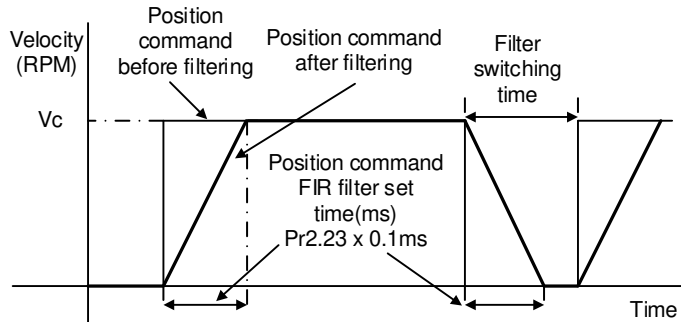 Velocity
(RPM)
Position
command
before filtering
Position command
after filtering
Filter
switching
time
Vc
Position command
FIR filter set
time(ms)
Pr2.23 x 0.1ms
Time